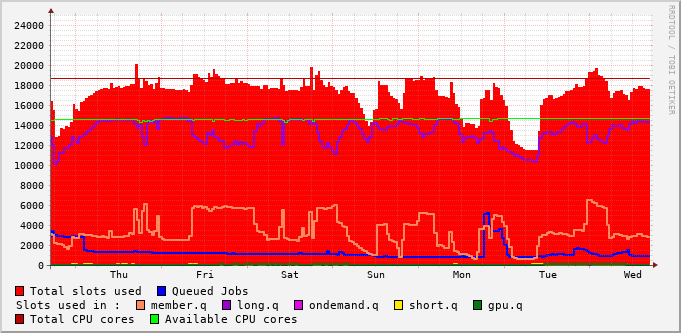 RRDTOOL / TOBI OETIKER
24000
22000
20000
18000
16000
14000
12000
10000
8000
6000
4000
2000
0
Thu Fri Sat Sun Mon Tue Wed
Total slots used Queued Jobs
Slots used in : member.q long.q ondemand.q short.q gpu.q
Total CPU cores Available CPU cores